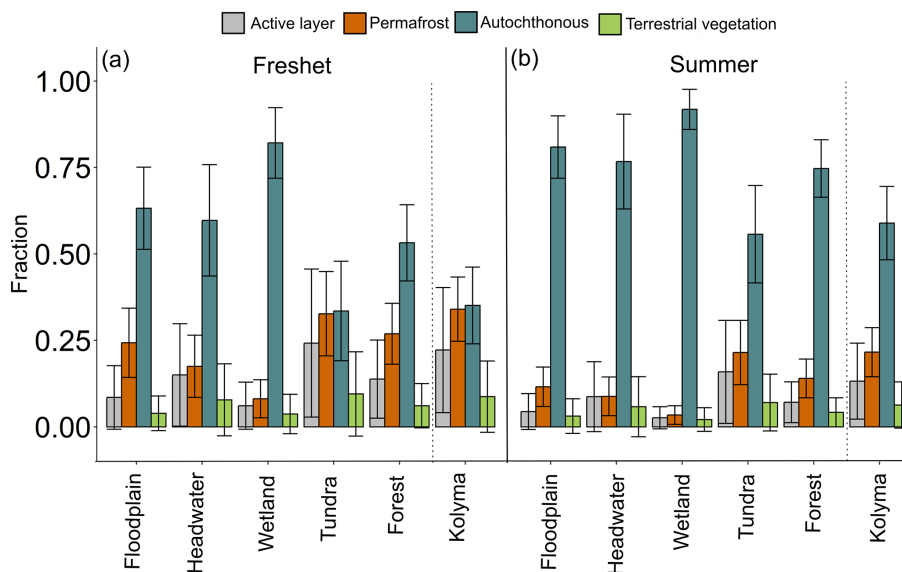 Active layer Permafrost Autochthonous Terrestrial vegetation
(a) Freshet (b) Summer
Fraction
1.00
0.75
0.50
0.25
0.00
Floodplain Headwater Wetland Tundra Forest Kolyma Floodplain Headwater Wetland Tundra Forest Kolyma